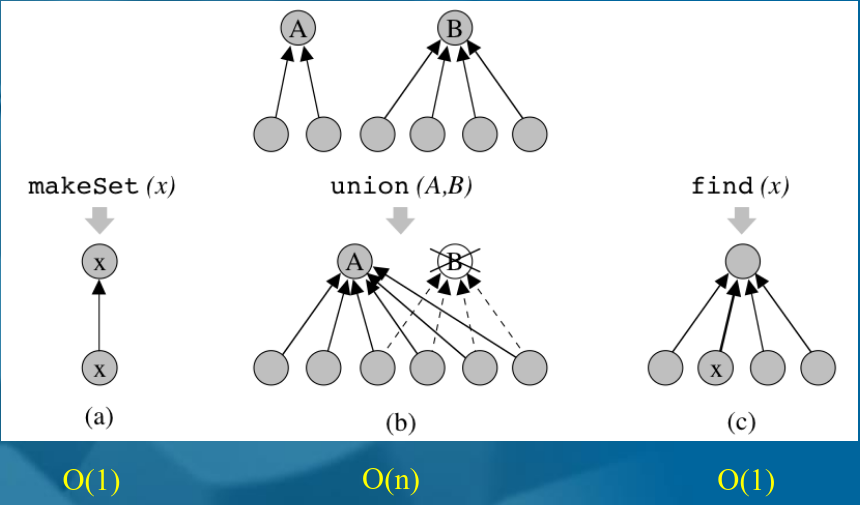 A B
makeSet (x) union (A,B) find (x)
x A B
x x
(a) (b) (c)
O(1) O(n) O(1)